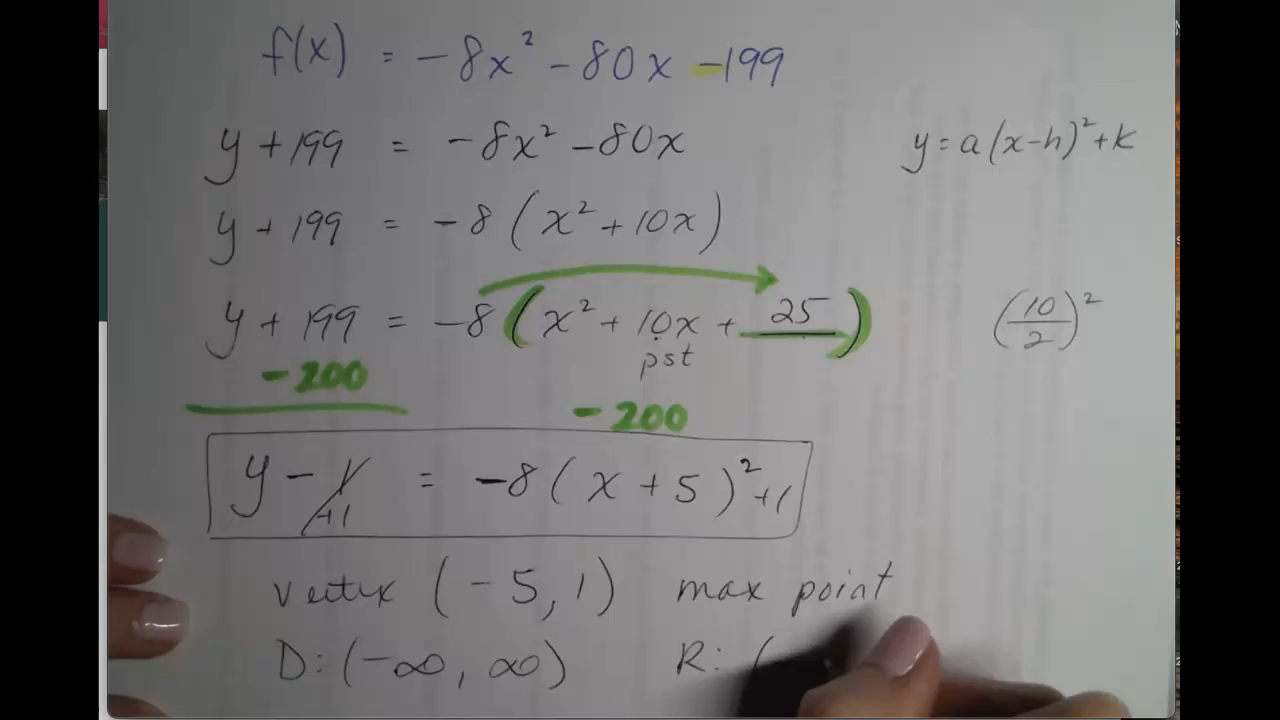 f(x) = -8x² - 80x - 199
y + 199 = -8x² - 80x
y = a(x-h)² + k
y + 199 = -8(x² + 10x)
y + 199 = -8(x² + 10x + 25)
(10/2)²
pst
-200
-200
y - 1 = -8(x + 5)² + 1
+1
vertex (-5, 1) max point
D: (-∞, ∞) R: (